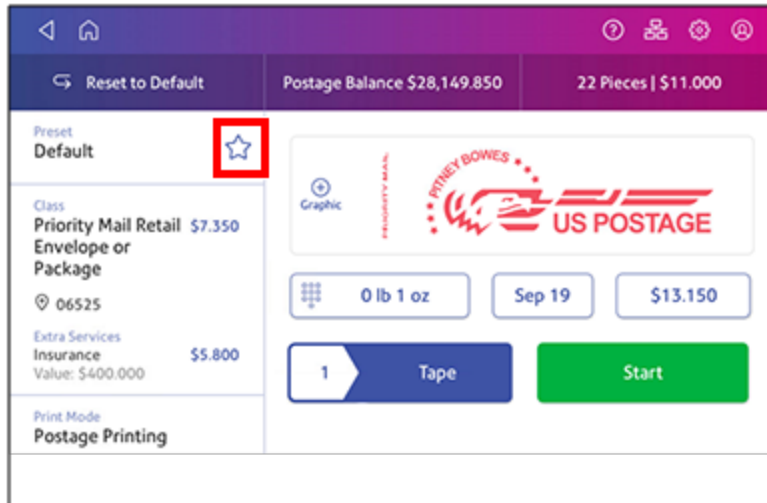 Reset to Default
Postage Balance $28,149.850
22 Pieces | $11.000
Preset
Default
Class
Priority Mail Retail $7.350
Envelope or
Package
06525
Extra Services
Insurance $5.800
Value: $400.000
Print Mode
Postage Printing
Graphic
PRIORITY MAIL
PITNEY BOWES
US POSTAGE
0 lb 1 oz
Sep 19
$13.150
1 Tape
Start